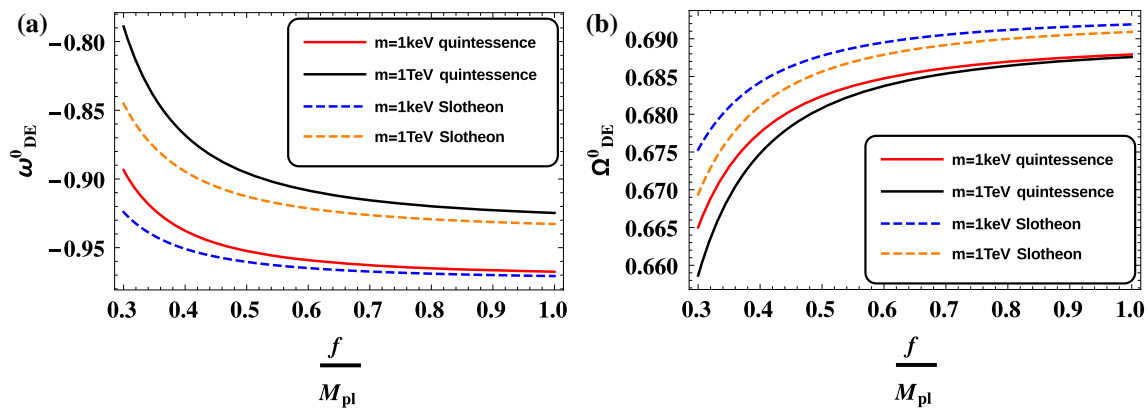 (a)
−0.80
−0.85
−0.90
−0.95
ω⁰DE
m=1keV quintessence
m=1TeV quintessence
m=1keV Slotheon
m=1TeV Slotheon
0.3 0.4 0.5 0.6 0.7 0.8 0.9 1.0
f
Mpl
(b)
0.690
0.685
0.680
0.675
0.670
0.665
0.660
Ω⁰DE
m=1keV quintessence
m=1TeV quintessence
m=1keV Slotheon
m=1TeV Slotheon
0.3 0.4 0.5 0.6 0.7 0.8 0.9 1.0
f
Mpl